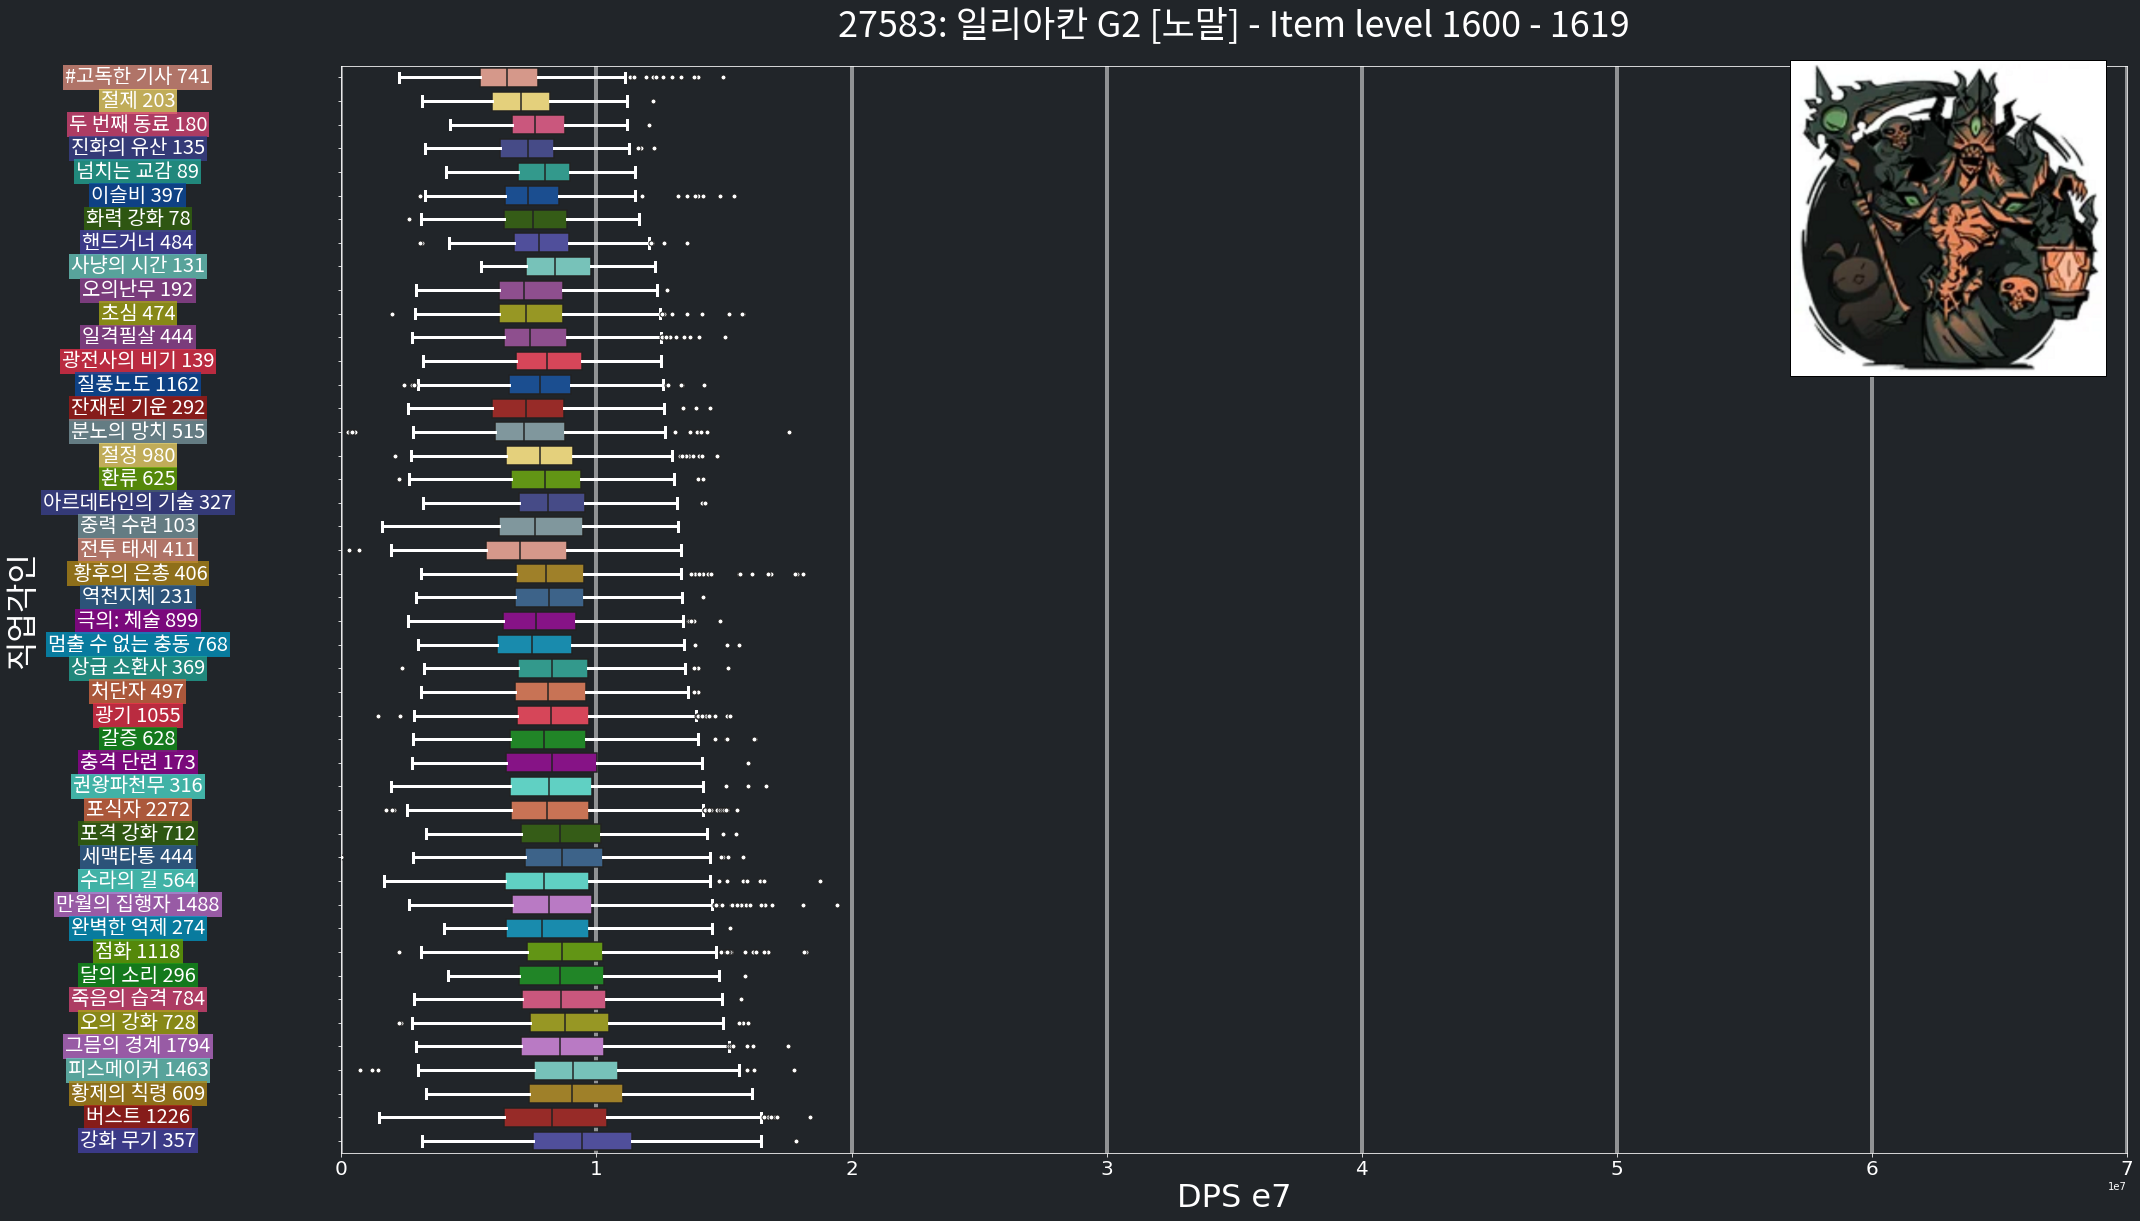 27583: 일리아칸 G2 [노말] - Item level 1600 - 1619
#고독한 기사 741
절제 203
두 번째 동료 180
진화의 유산 135
넘치는 교감 89
이슬비 397
화력 강화 78
핸드거너 484
사냥의 시간 131
오의난무 192
초심 474
일격필살 444
광전사의 비기 139
질풍노도 1162
잔재된 기운 292
분노의 망치 515
절정 980
환류 625
아르데타인의 기술 327
중력 수련 103
전투 태세 411
황후의 은총 406
역천지체 231
극의: 체술 899
멈출 수 없는 충동 768
상급 소환사 369
처단자 497
광기 1055
갈증 628
충격 단련 173
권왕파천무 316
포식자 2272
포격 강화 712
세맥타통 444
수라의 길 564
만월의 집행자 1488
완벽한 억제 274
점화 1118
달의 소리 296
죽음의 습격 784
오의 강화 728
그믐의 경계 1794
피스메이커 1463
황제의 칙령 609
버스트 1226
강화 무기 357
직업각인
0 1 2 3 4 5 6 7
DPS e7
1e7